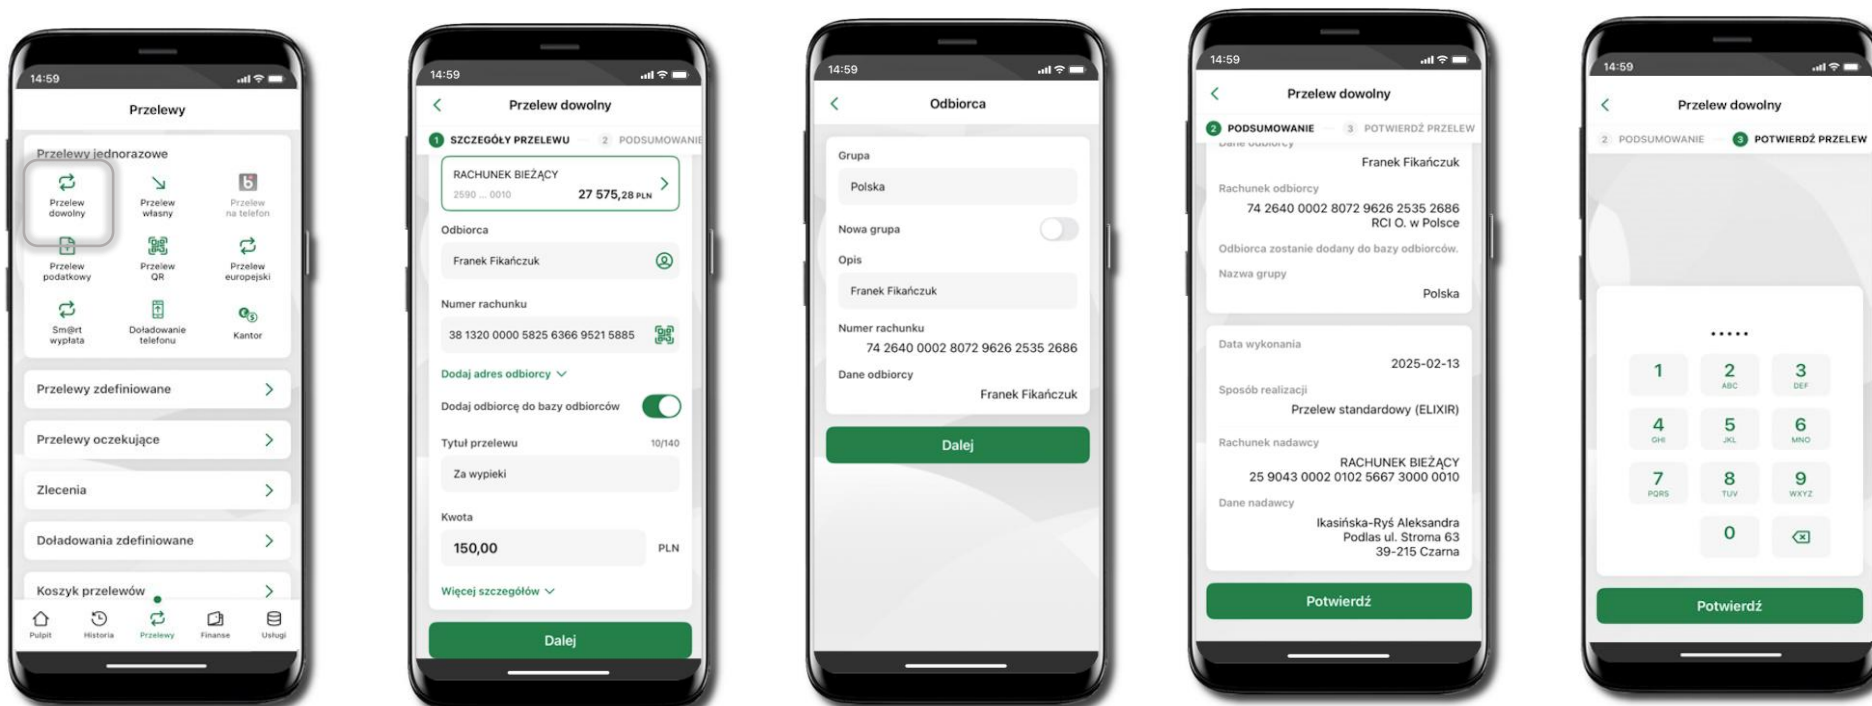 14:59
Przelewy
Przelewy jednorazowe
Przelew
dowolny
Przelew
własny
Przelew
na telefon
Przelew
podatkowy
Przelew
QR
Przelew
europejski
Sm@rt
wypłata
Doładowanie
telefonu
Kantor
Przelewy zdefiniowane
Przelewy oczekujące
Zlecenia
Doładowania zdefiniowane
Koszyk przelewów
Pulpit Historia Przelewy Finanse Usługi
14:59
Przelew dowolny
1 SZCZEGÓŁY PRZELEWU 2 PODSUMOWANIE
RACHUNEK BIEŻĄCY
2590 ... 0010 27 575,28 PLN
Odbiorca
Franek Fikańczuk
Numer rachunku
38 1320 0000 5825 6366 9521 5885
Dodaj adres odbiorcy
Dodaj odbiorcę do bazy odbiorców
Tytuł przelewu 10/140
Za wypieki
Kwota
150,00 PLN
Więcej szczegółów
Dalej
14:59
Odbiorca
Grupa
Polska
Nowa grupa
Opis
Franek Fikańczuk
Numer rachunku
74 2640 0002 8072 9626 2535 2686
Dane odbiorcy
Franek Fikańczuk
Dalej
14:59
Przelew dowolny
2 PODSUMOWANIE 3 POTWIERDŹ PRZELEW
Dane odbiorcy
Franek Fikańczuk
Rachunek odbiorcy
74 2640 0002 8072 9626 2535 2686
RCI O. w Polsce
Odbiorca zostanie dodany do bazy odbiorców.
Nazwa grupy
Polska
Data wykonania
2025-02-13
Sposób realizacji
Przelew standardowy (ELIXIR)
Rachunek nadawcy
RACHUNEK BIEŻĄCY
25 9043 0002 0102 5667 3000 0010
Dane nadawcy
Ikasińska-Ryś Aleksandra
Podlas ul. Stroma 63
39-215 Czarna
Potwierdź
14:59
Przelew dowolny
2 PODSUMOWANIE 3 POTWIERDŹ PRZELEW
1 2 3
ABC DEF
4 5 6
GHI JKL MNO
7 8 9
PQRS TUV WXYZ
0
Potwierdź